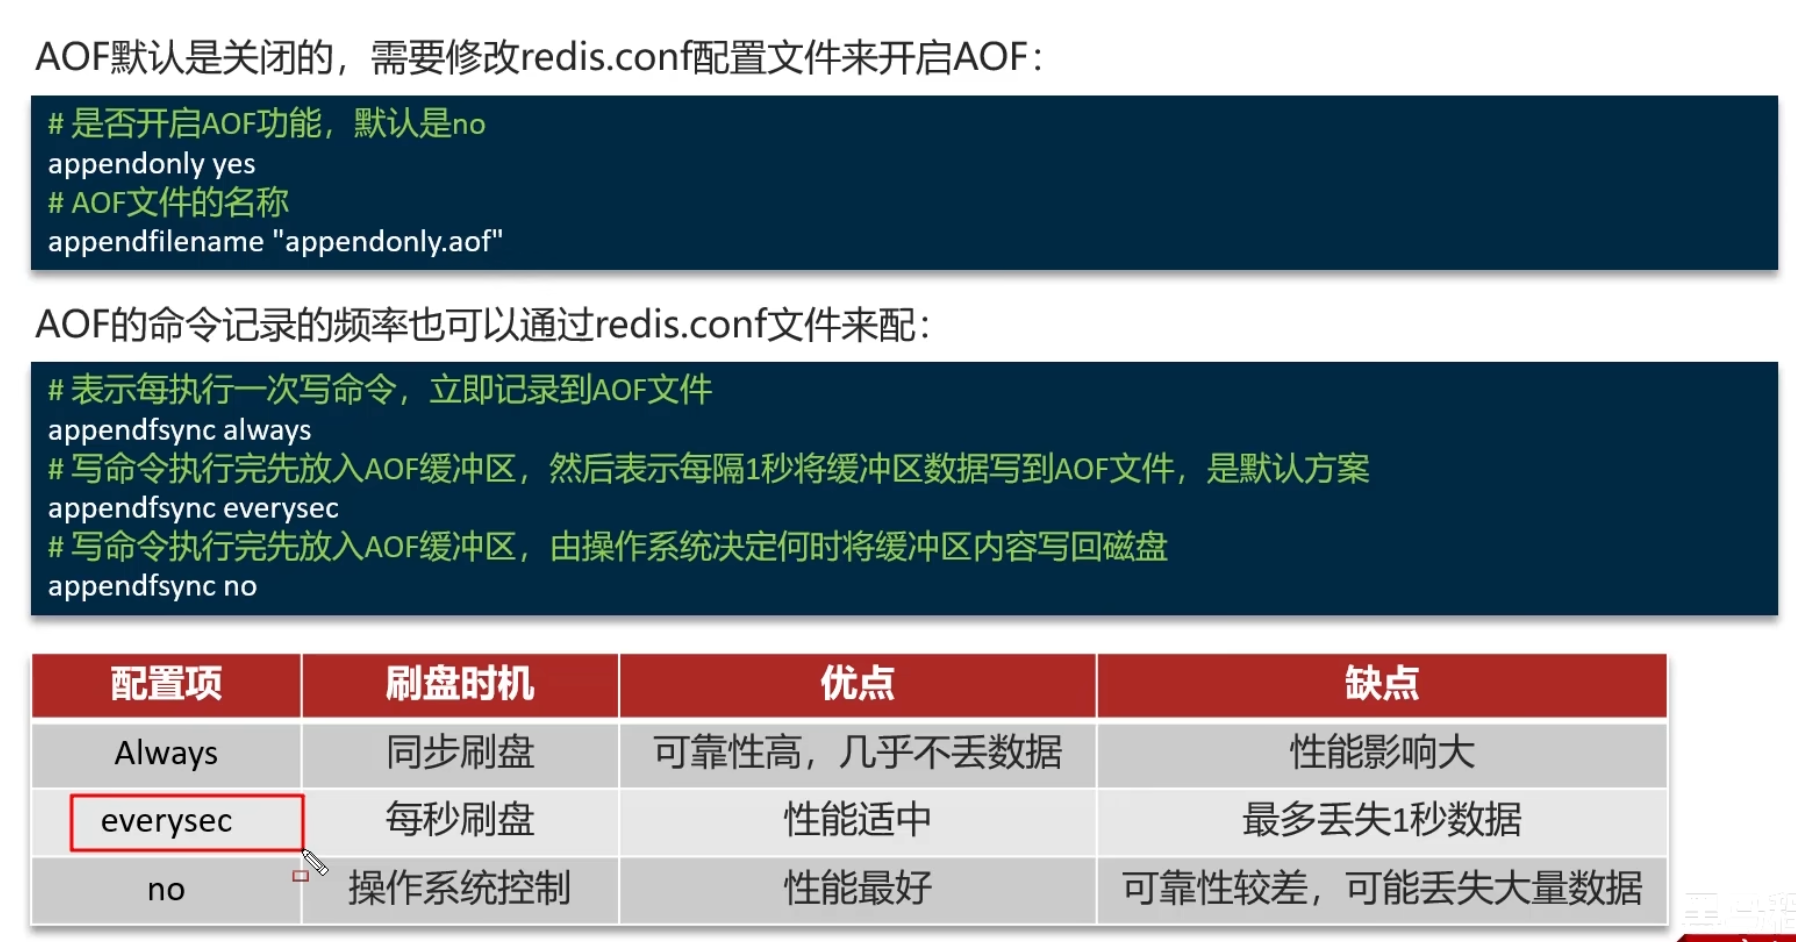 AOF默认是关闭的，需要修改redis.conf配置文件来开启AOF：
# 是否开启AOF功能，默认是no
appendonly yes
# AOF文件的名称
appendfilename "appendonly.aof"
AOF的命令记录的频率也可以通过redis.conf文件来配：
# 表示每执行一次写命令，立即记录到AOF文件
appendfsync always
# 写命令执行完先放入AOF缓冲区，然后表示每隔1秒将缓冲区数据写到AOF文件，是默认方案
appendfsync everysec
# 写命令执行完先放入AOF缓冲区，由操作系统决定何时将缓冲区内容写回磁盘
appendfsync no
配置项 刷盘时机 优点 缺点
Always 同步刷盘 可靠性高，几乎不丢数据 性能影响大
everysec 每秒刷盘 性能适中 最多丢失1秒数据
no 操作系统控制 性能最好 可靠性较差，可能丢失大量数据